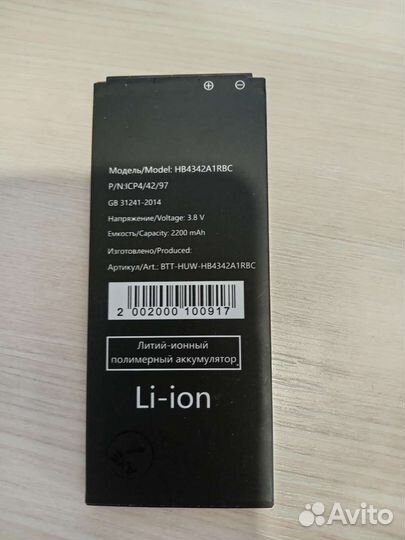 ⊕ ⊖
Модель/Model: HB4342A1RBC
P/N:ICP4/42/97
GB 31241-2014
Напряжение/Voltage: 3.8 V
Емкость/Capacity: 2200 mAh
Изготовлено/Produced:
Артикул/Art.: BTT-HUW-HB4342A1RBC
2 002000 100917
Литий-ионный
полимерный аккумулятор
Li-ion
Avito